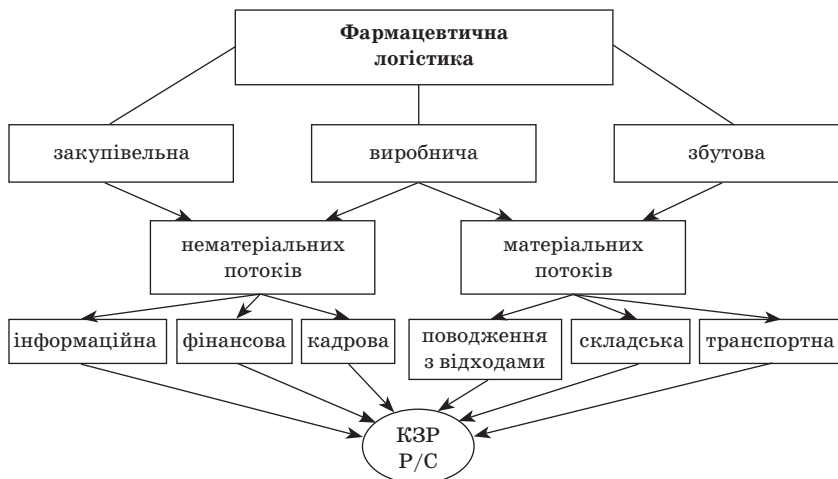 Фармацевтична
логістика
закупівельна
виробнича
збутова
нематеріальних
потоків
матеріальних
потоків
інформаційна
фінансова
кадрова
поводження
з відходами
складська
транспортна
КЗР
Р/С